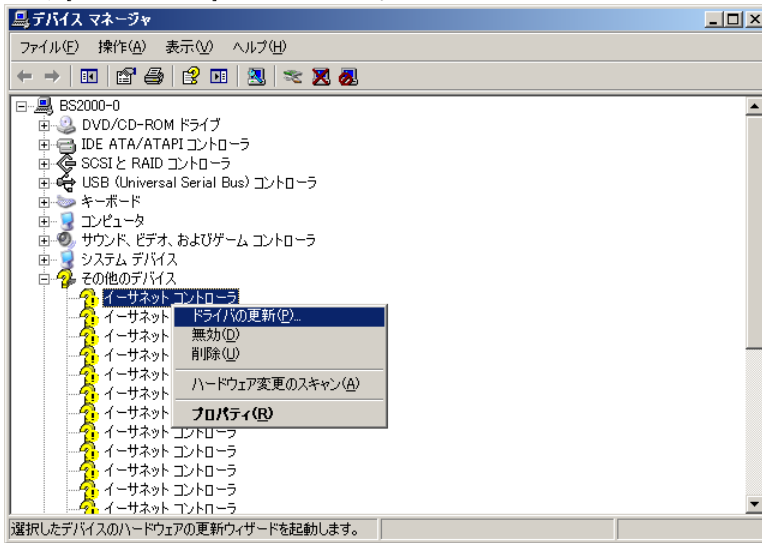 デバイス マネージャ
ファイル(F) 操作(A) 表示(V) ヘルプ(H)
BS2000-0
DVD/CD-ROM ドライブ
IDE ATA/ATAPI コントローラ
SCSI と RAID コントローラ
USB (Universal Serial Bus) コントローラ
キーボード
コンピュータ
サウンド、ビデオ、およびゲーム コントローラ
システム デバイス
その他のデバイス
イーサネット コントローラ
イーサネット
ドライバの更新(P)...
イーサネット
無効(D)
イーサネット
削除(U)
イーサネット
イーサネット
ハードウェア変更のスキャン(A)
イーサネット
プロパティ(R)
イーサネット コントローラ
イーサネット コントローラ
イーサネット コントローラ
イーサネット コントローラ
イーサネット コントローラ
選択したデバイスのハードウェアの更新ウィザードを起動します。